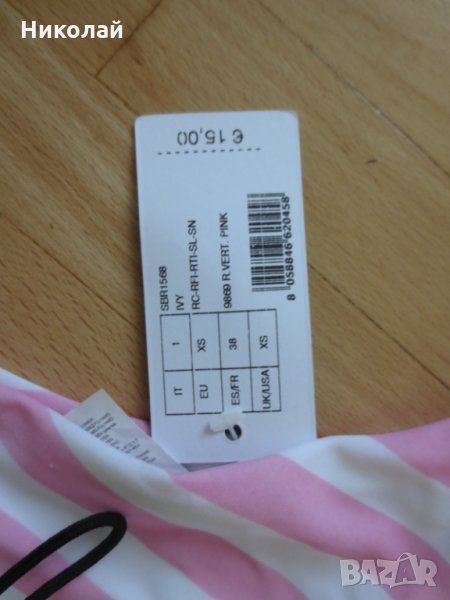 Николай
€ 15,00
SBR1568
IVY
RC-RFI-RTI-SL-SN
9869 R.VERT. PINK
8 058846 620458
IT 1
EU XS
ES/FR 38
UK/USA XS
BAZAR